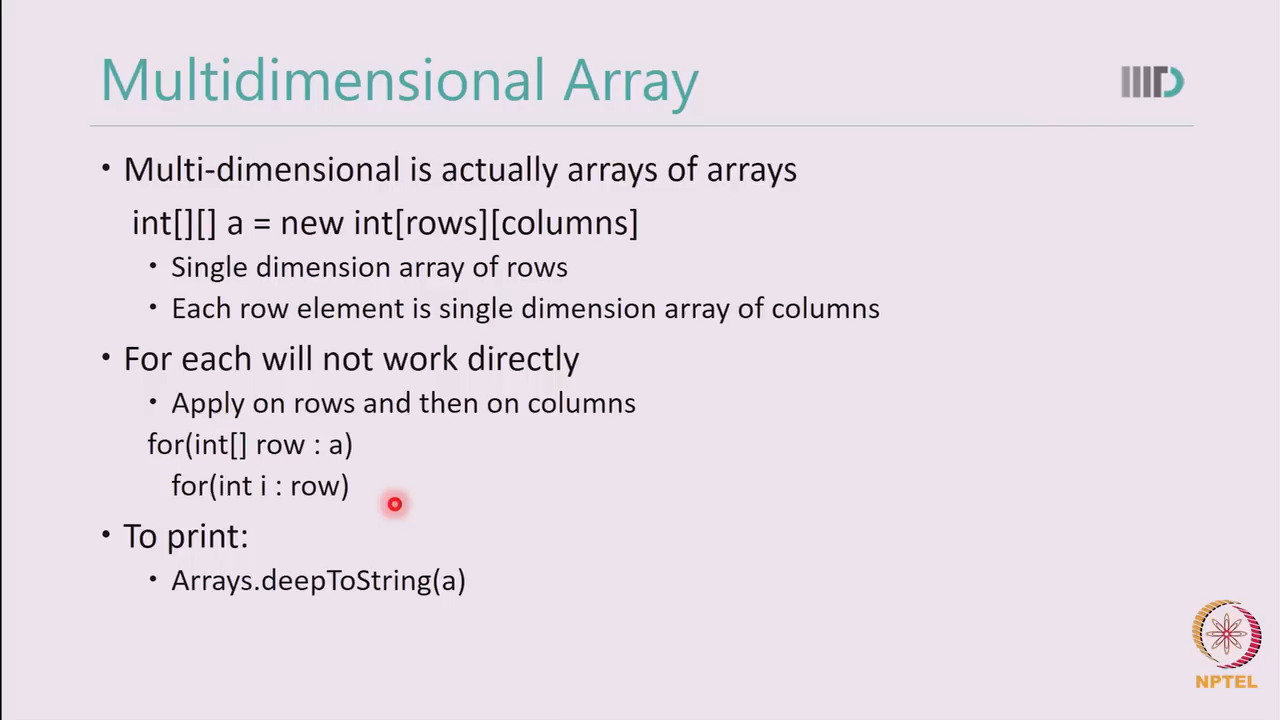 Multidimensional Array
• Multi-dimensional is actually arrays of arrays
int[][] a = new int[rows][columns]
• Single dimension array of rows
• Each row element is single dimension array of columns
• For each will not work directly
• Apply on rows and then on columns
for(int[] row : a)
for(int i : row)
• To print:
• Arrays.deepToString(a)
NPTEL